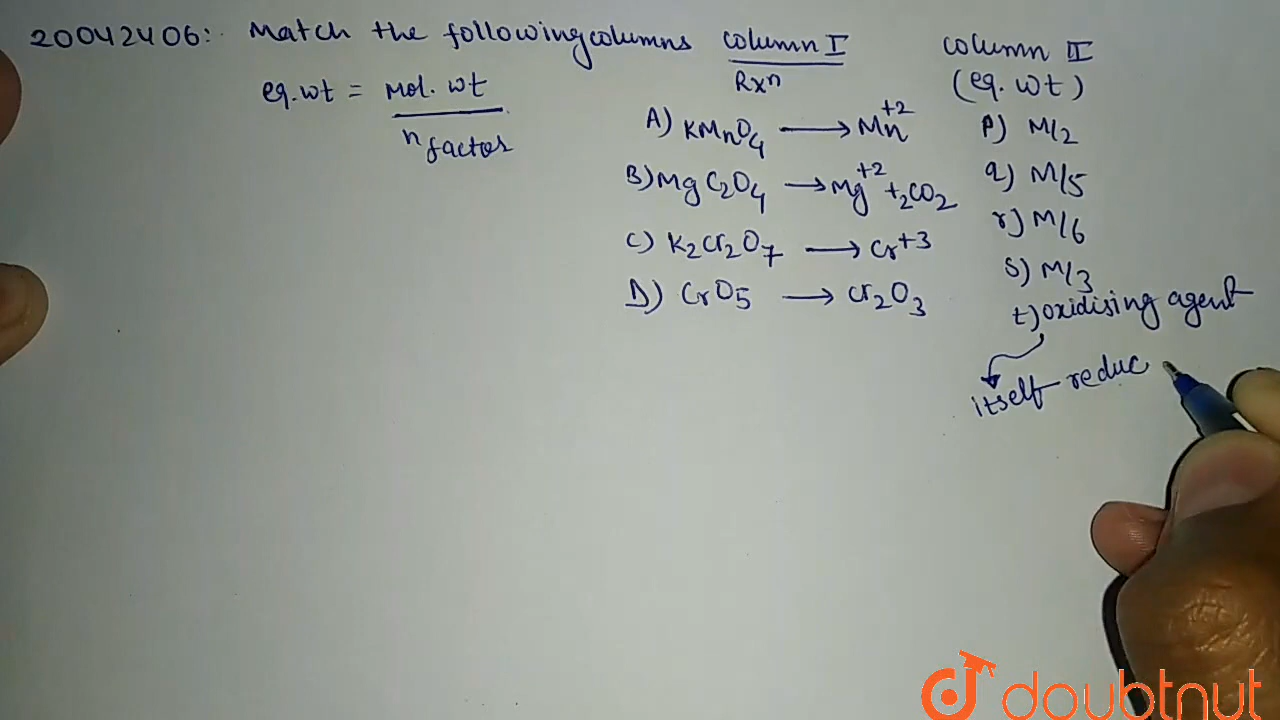 20042406: Match the following columns column I column II
eq.wt = Mol. wt / n factor
Rxn (eq. wt)
A) KMnO4 ⟶ Mn+2 P) M/2
B) MgC2O4 ⟶ Mg+2 + 2CO2 q) M/5
C) K2Cr2O7 ⟶ Cr+3 r) M/6
D) CrO5 ⟶ Cr2O3 s) M/3
t) oxidising agent
itself reduc
doubtnut